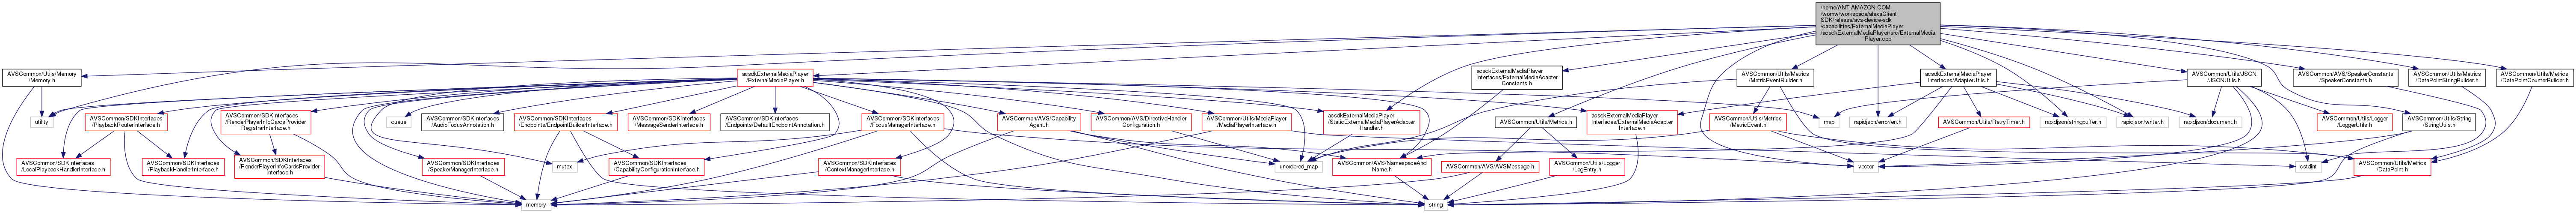 /home/ANT.AMAZON.COM
/womw/workspace/alexaClient
SDK/release/avs-device-sdk
/capabilities/ExternalMediaPlayer
/acsdkExternalMediaPlayer/src/ExternalMedia
Player.cpp
AVSCommon/Utils/Memory
/Memory.h
acsdkExternalMediaPlayer
/ExternalMediaPlayer.h
acsdkExternalMediaPlayer
Interfaces/ExternalMediaAdapter
Constants.h
AVSCommon/Utils/Metrics
/MetricEventBuilder.h
acsdkExternalMediaPlayer
Interfaces/AdapterUtils.h
AVSCommon/Utils/JSON
/JSONUtils.h
AVSCommon/AVS/SpeakerConstants
/SpeakerConstants.h
AVSCommon/Utils/Metrics
/DataPointStringBuilder.h
AVSCommon/Utils/Metrics
/DataPointCounterBuilder.h
utility
AVSCommon/SDKInterfaces
/PlaybackRouterInterface.h
AVSCommon/SDKInterfaces
/RenderPlayerInfoCardsProvider
RegistrarInterface.h
queue
AVSCommon/SDKInterfaces
/AudioFocusAnnotation.h
AVSCommon/SDKInterfaces
/Endpoints/EndpointBuilderInterface.h
AVSCommon/SDKInterfaces
/MessageSenderInterface.h
AVSCommon/SDKInterfaces
/Endpoints/DefaultEndpointAnnotation.h
AVSCommon/SDKInterfaces
/FocusManagerInterface.h
AVSCommon/AVS/Capability
Agent.h
AVSCommon/AVS/DirectiveHandler
Configuration.h
AVSCommon/Utils/MediaPlayer
/MediaPlayerInterface.h
acsdkExternalMediaPlayer
/StaticExternalMediaPlayerAdapter
Handler.h
AVSCommon/Utils/Metrics.h
acsdkExternalMediaPlayer
Interfaces/ExternalMediaAdapter
Interface.h
AVSCommon/Utils/Metrics
/MetricEvent.h
map
rapidjson/error/en.h
AVSCommon/Utils/RetryTimer.h
rapidjson/stringbuffer.h
rapidjson/writer.h
rapidjson/document.h
AVSCommon/Utils/Logger
/LoggerUtils.h
AVSCommon/Utils/String
/StringUtils.h
AVSCommon/SDKInterfaces
/LocalPlaybackHandlerInterface.h
AVSCommon/SDKInterfaces
/PlaybackHandlerInterface.h
AVSCommon/SDKInterfaces
/RenderPlayerInfoCardsProvider
Interface.h
AVSCommon/SDKInterfaces
/SpeakerManagerInterface.h
mutex
AVSCommon/SDKInterfaces
/CapabilityConfigurationInterface.h
AVSCommon/SDKInterfaces
/ContextManagerInterface.h
unordered_map
AVSCommon/AVS/NamespaceAnd
Name.h
AVSCommon/AVS/AVSMessage.h
AVSCommon/Utils/Logger
/LogEntry.h
vector
cstdint
AVSCommon/Utils/Metrics
/DataPoint.h
memory
string